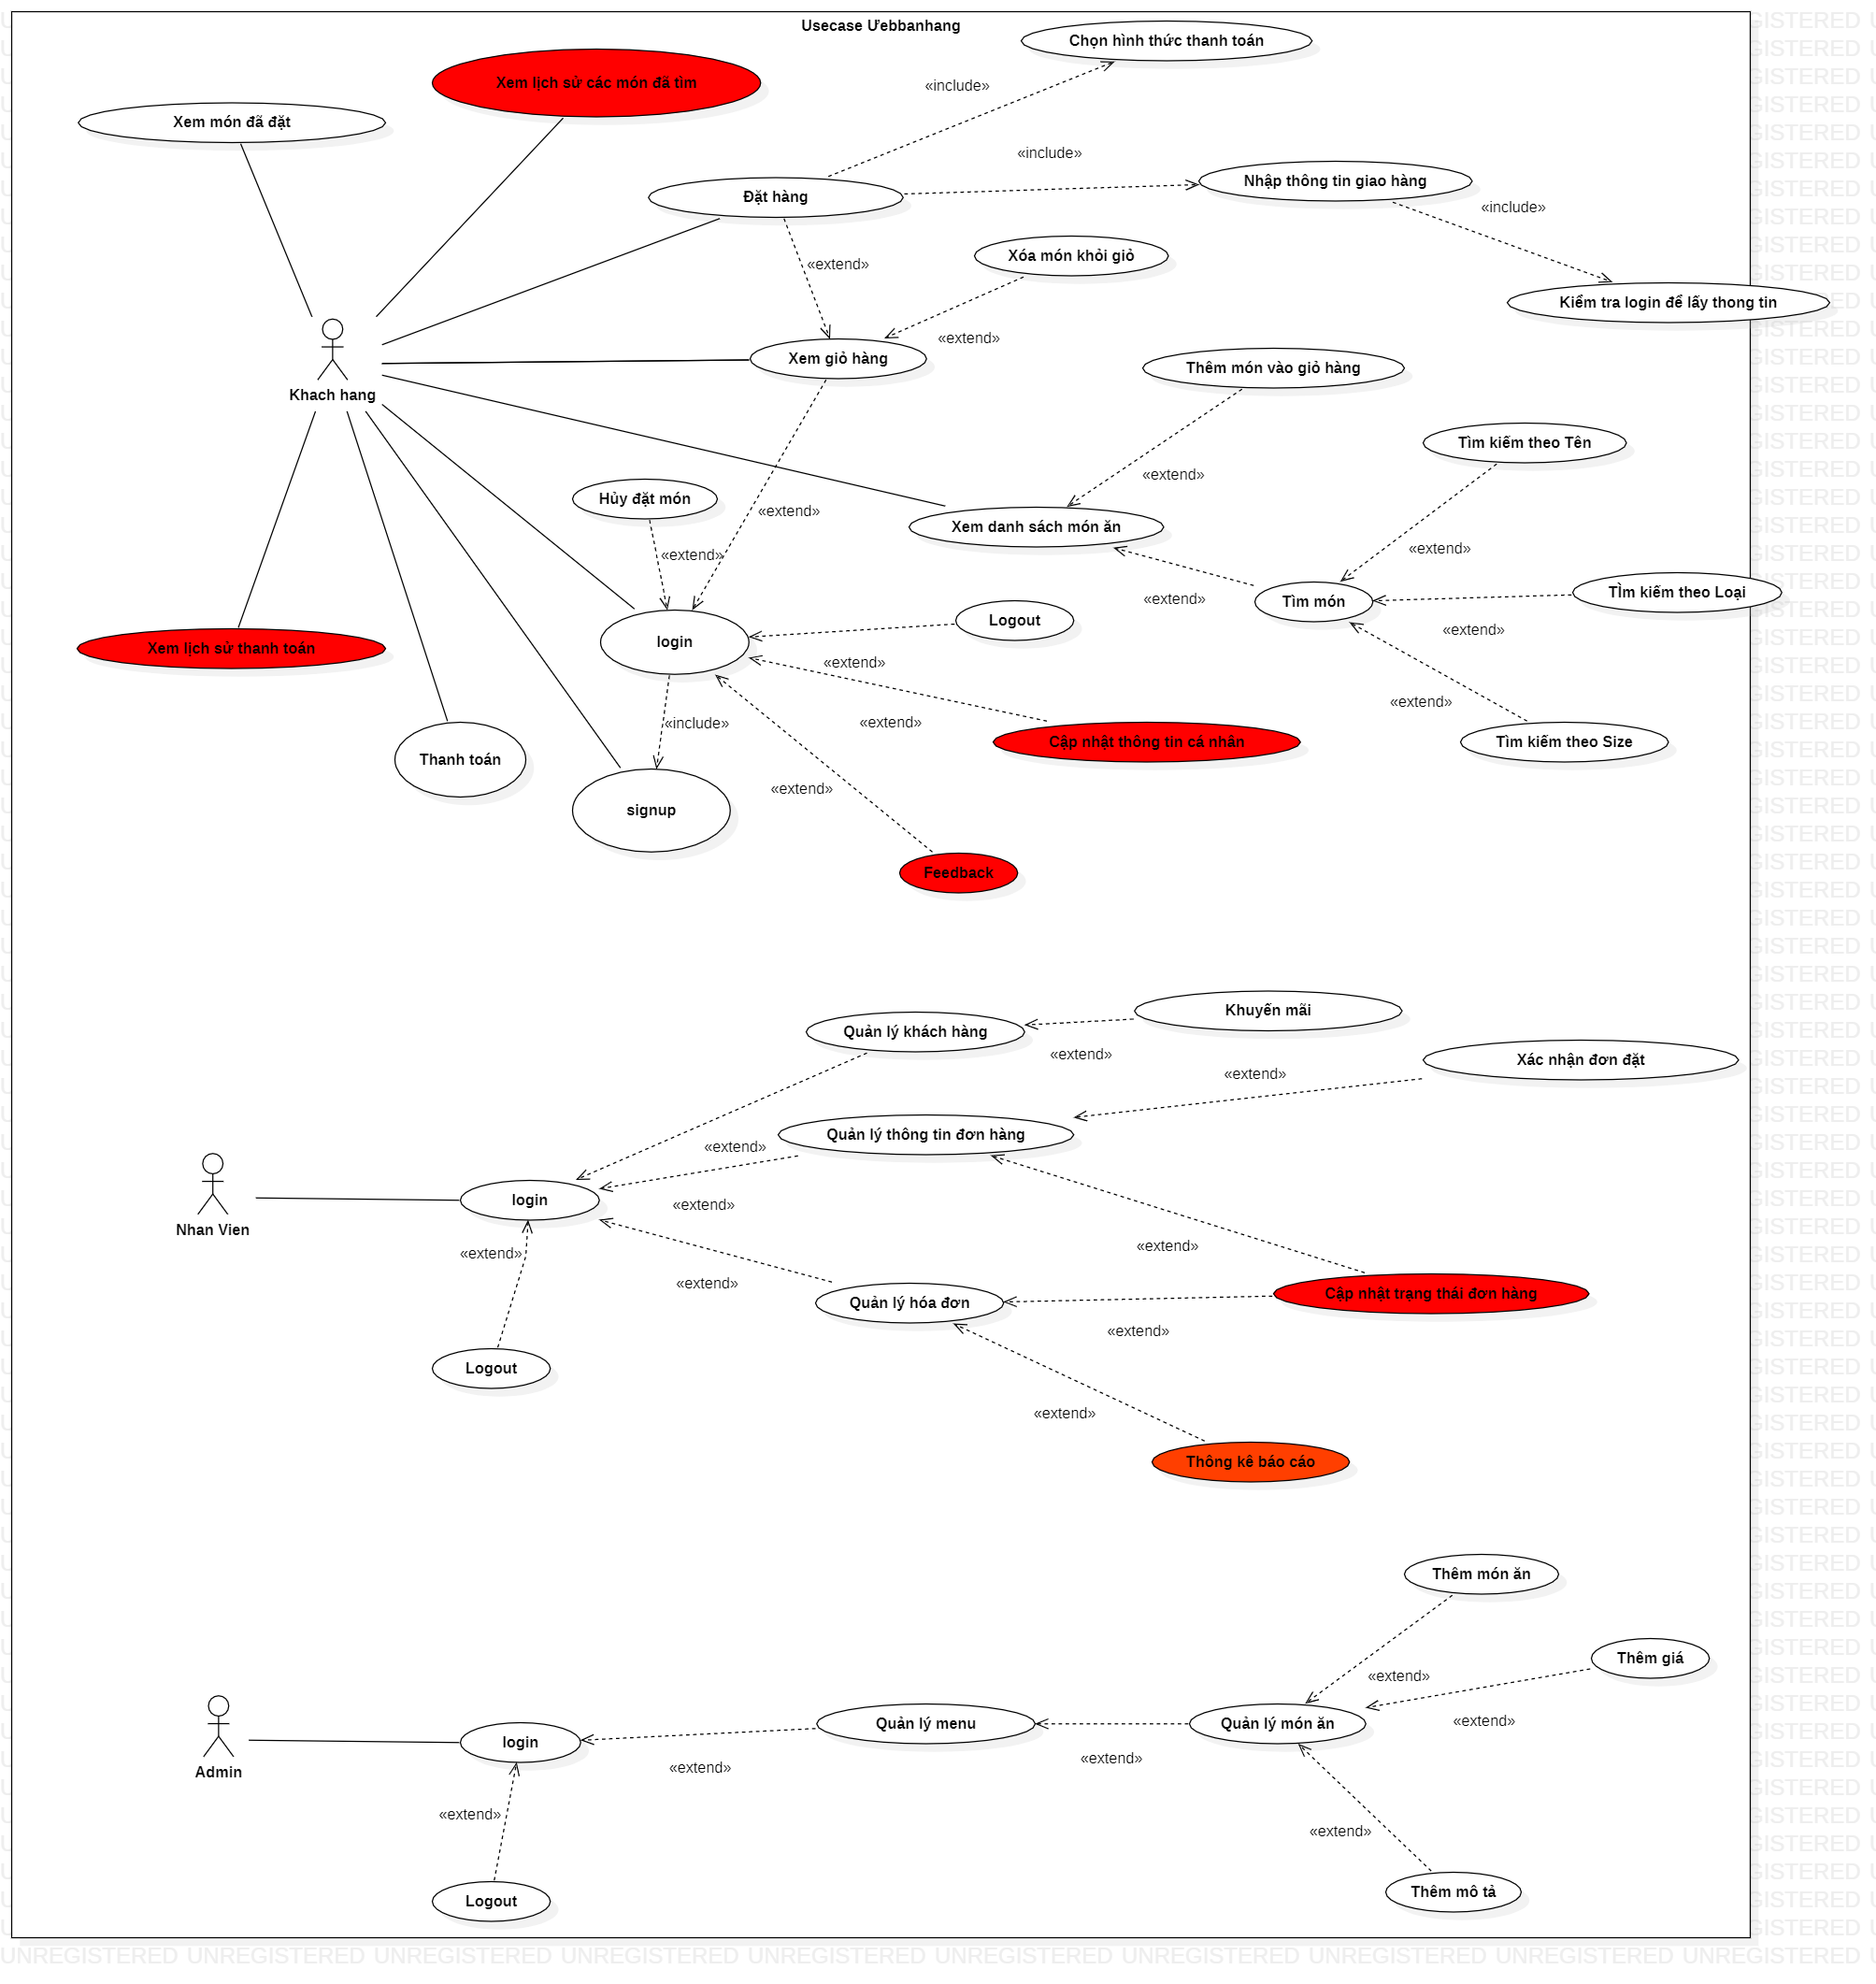 Usecase Ưebbanhang
Chọn hình thức thanh toán
Xem lịch sử các món đã tìm
«include»
Xem món đã đặt
«include»
Đặt hàng
Nhập thông tin giao hàng
«include»
«extend»
Xóa món khỏi giỏ
Kiểm tra login để lấy thong tin
«extend»
Xem giỏ hàng
Thêm món vào giỏ hàng
Khach hang
Tìm kiếm theo Tên
«extend»
Hủy đặt món
«extend»
Xem danh sách món ăn
«extend»
«extend»
«extend»
Tìm món
TÌm kiếm theo Loại
Logout
«extend»
login
Xem lịch sử thanh toán
«extend»
«extend»
«include»
«extend»
Cập nhật thông tin cá nhân
Tìm kiếm theo Size
Thanh toán
«extend»
signup
Feedback
Khuyến mãi
Quản lý khách hàng
«extend»
Xác nhận đơn đặt
«extend»
Quản lý thông tin đơn hàng
«extend»
login
«extend»
Nhan Vien
«extend»
«extend»
«extend»
Cập nhật trạng thái đơn hàng
Quản lý hóa đơn
«extend»
Logout
«extend»
Thông kê báo cáo
Thêm món ăn
Thêm giá
«extend»
«extend»
Quản lý menu
Quản lý món ăn
login
«extend»
«extend»
Admin
«extend»
«extend»
Thêm mô tả
Logout
UNREGISTERED UNREGISTERED UNREGISTERED UNREGISTERED UNREGISTERED UNREGISTERED UNREGISTERED UNREGISTERED UNREGISTERED UNREGISTERED